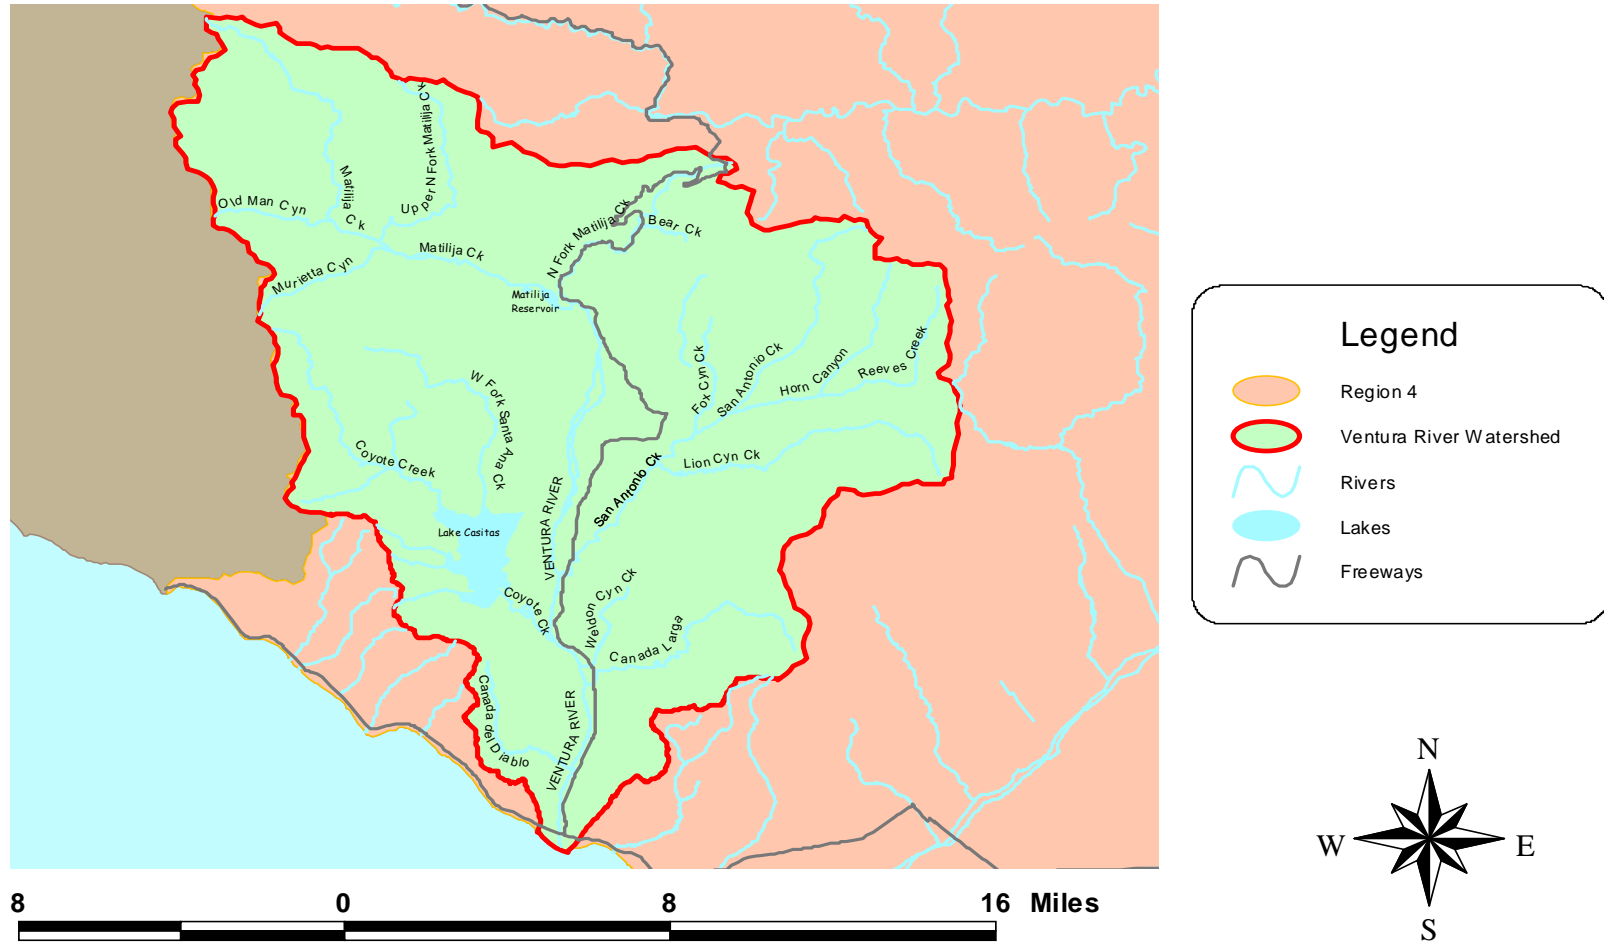 Upper N Fork Matilija Ck
Matilija
Ck
Old Man Cyn
N Fork Matilija Ck
Bear Ck
Matilija Ck
Murietta Cyn
Matilija
Reservoir
Fox Cyn Ck
San Antonio Ck
Horn Canyon
Reeves Creek
W Fork Santa Ana Ck
Coyote Creek
Lion Cyn Ck
San Antonio Ck
VENTURA RIVER
Lake Casitas
Coyote Ck
Weldon Cyn Ck
Canada Larga
Canada del Diablo
VENTURA RIVER
Legend
Region 4
Ventura River Watershed
Rivers
Lakes
Freeways
N
W
E
S
8 0 8 16 Miles